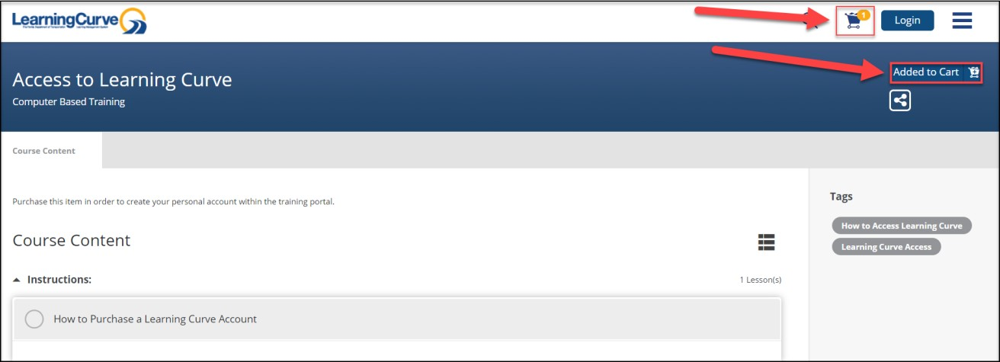 LearningCurve
1
Login
Access to Learning Curve
Added to Cart
Computer Based Training
Course Content
Purchase this item in order to create your personal account within the training portal.
Tags
How to Access Learning Curve
Learning Curve Access
Course Content
Instructions:
1 Lesson(s)
How to Purchase a Learning Curve Account